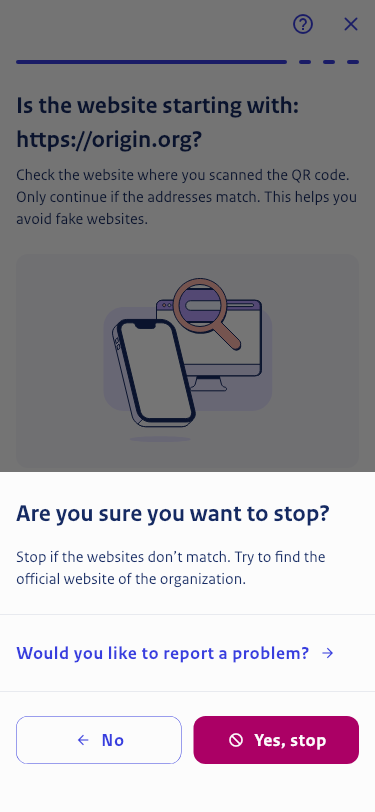 Is the website starting with:
https://origin.org?
Check the website where you scanned the QR code.
Only continue if the addresses match. This helps you
avoid fake websites.
Are you sure you want to stop?
Stop if the websites don’t match. Try to find the
official website of the organization.
Would you like to report a problem?
No
Yes, stop